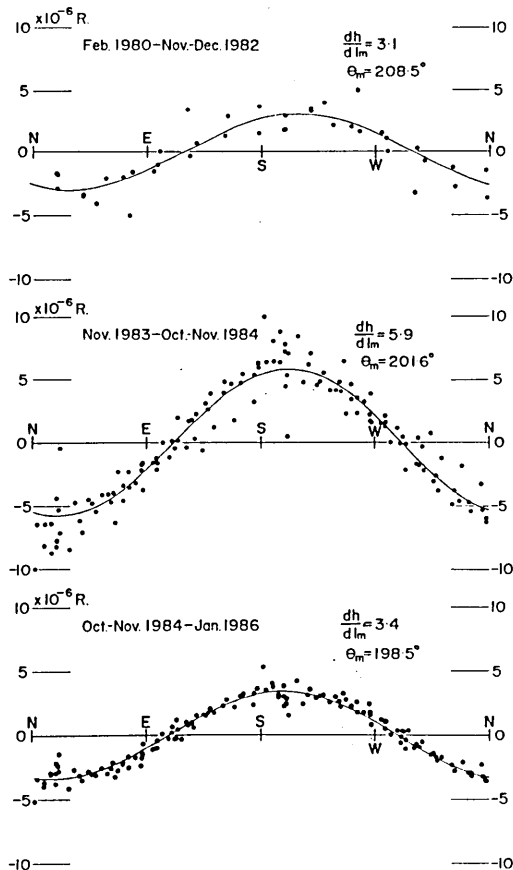 10 x10⁻⁶ R. 10
Feb. 1980-Nov.-Dec. 1982
dh/dlm = 3·1
θm = 208·5°
5 5
N E S W N
0 0
-5 -5
-10 -10
10 x10⁻⁶ R. 10
Nov. 1983-Oct.-Nov. 1984
dh/dlm = 5·9
θm = 201·6°
5 5
N E S W N
0 0
-5 -5
-10 -10
10 x10⁻⁶ R. 10
Oct.-Nov. 1984-Jan. 1986
dh/dlm = 3·4
θm = 198·5°
5 5
N E S W N
0 0
-5 -5
-10 -10